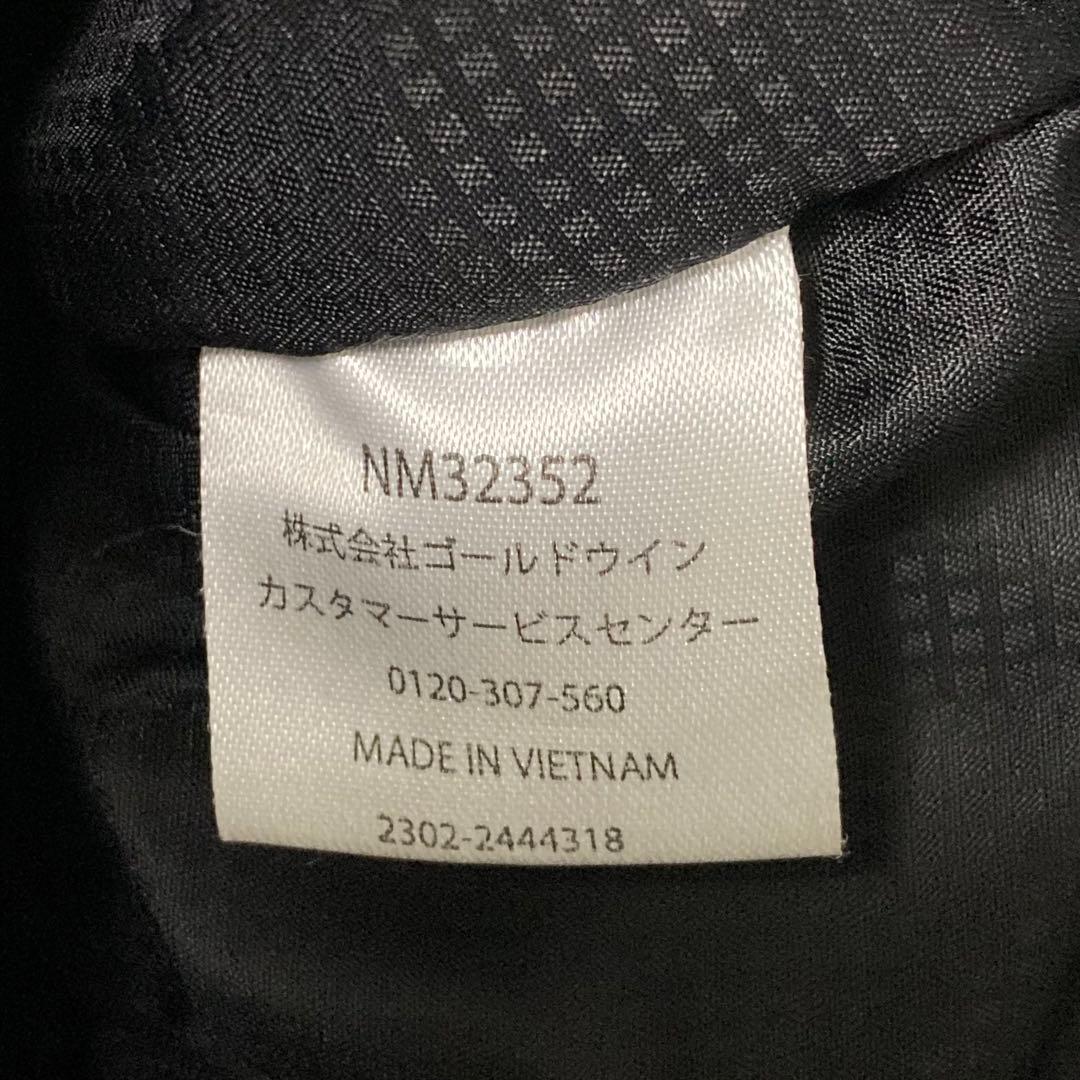 NM32352
株式会社ゴールドウイン
カスタマーサービスセンター
0120-307-560
MADE IN VIETNAM
2302-2444318